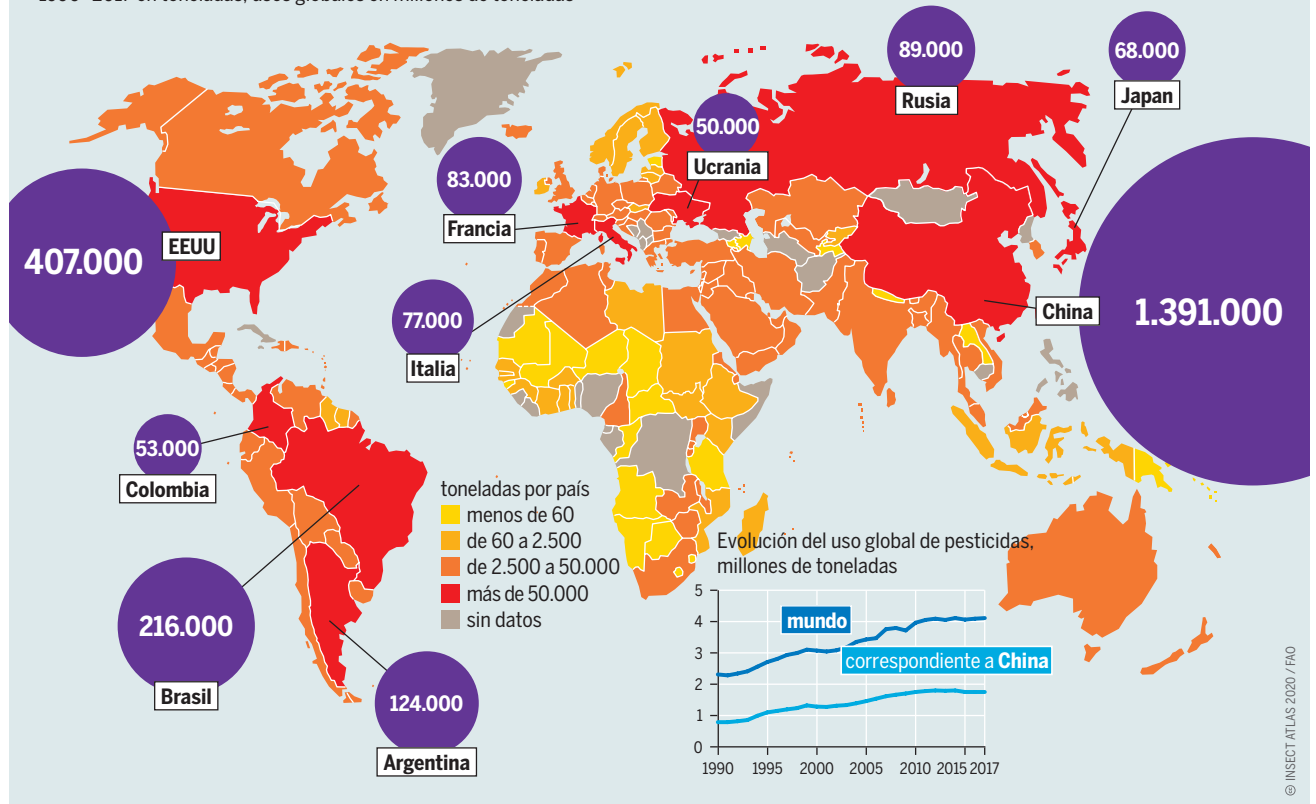 89.000
Rusia
68.000
Japan
50.000
Ucrania
83.000
Francia
407.000
EEUU
77.000
Italia
China
1.391.000
53.000
Colombia
216.000
Brasil
124.000
Argentina
toneladas por país
menos de 60
de 60 a 2.500
de 2.500 a 50.000
más de 50.000
sin datos
Evolución del uso global de pesticidas,
millones de toneladas
5
4
3
2
1
0
mundo
correspondiente a China
1990 1995 2000 2005 2010 2015 2017
INSECT ATLAS 2020 / FAO